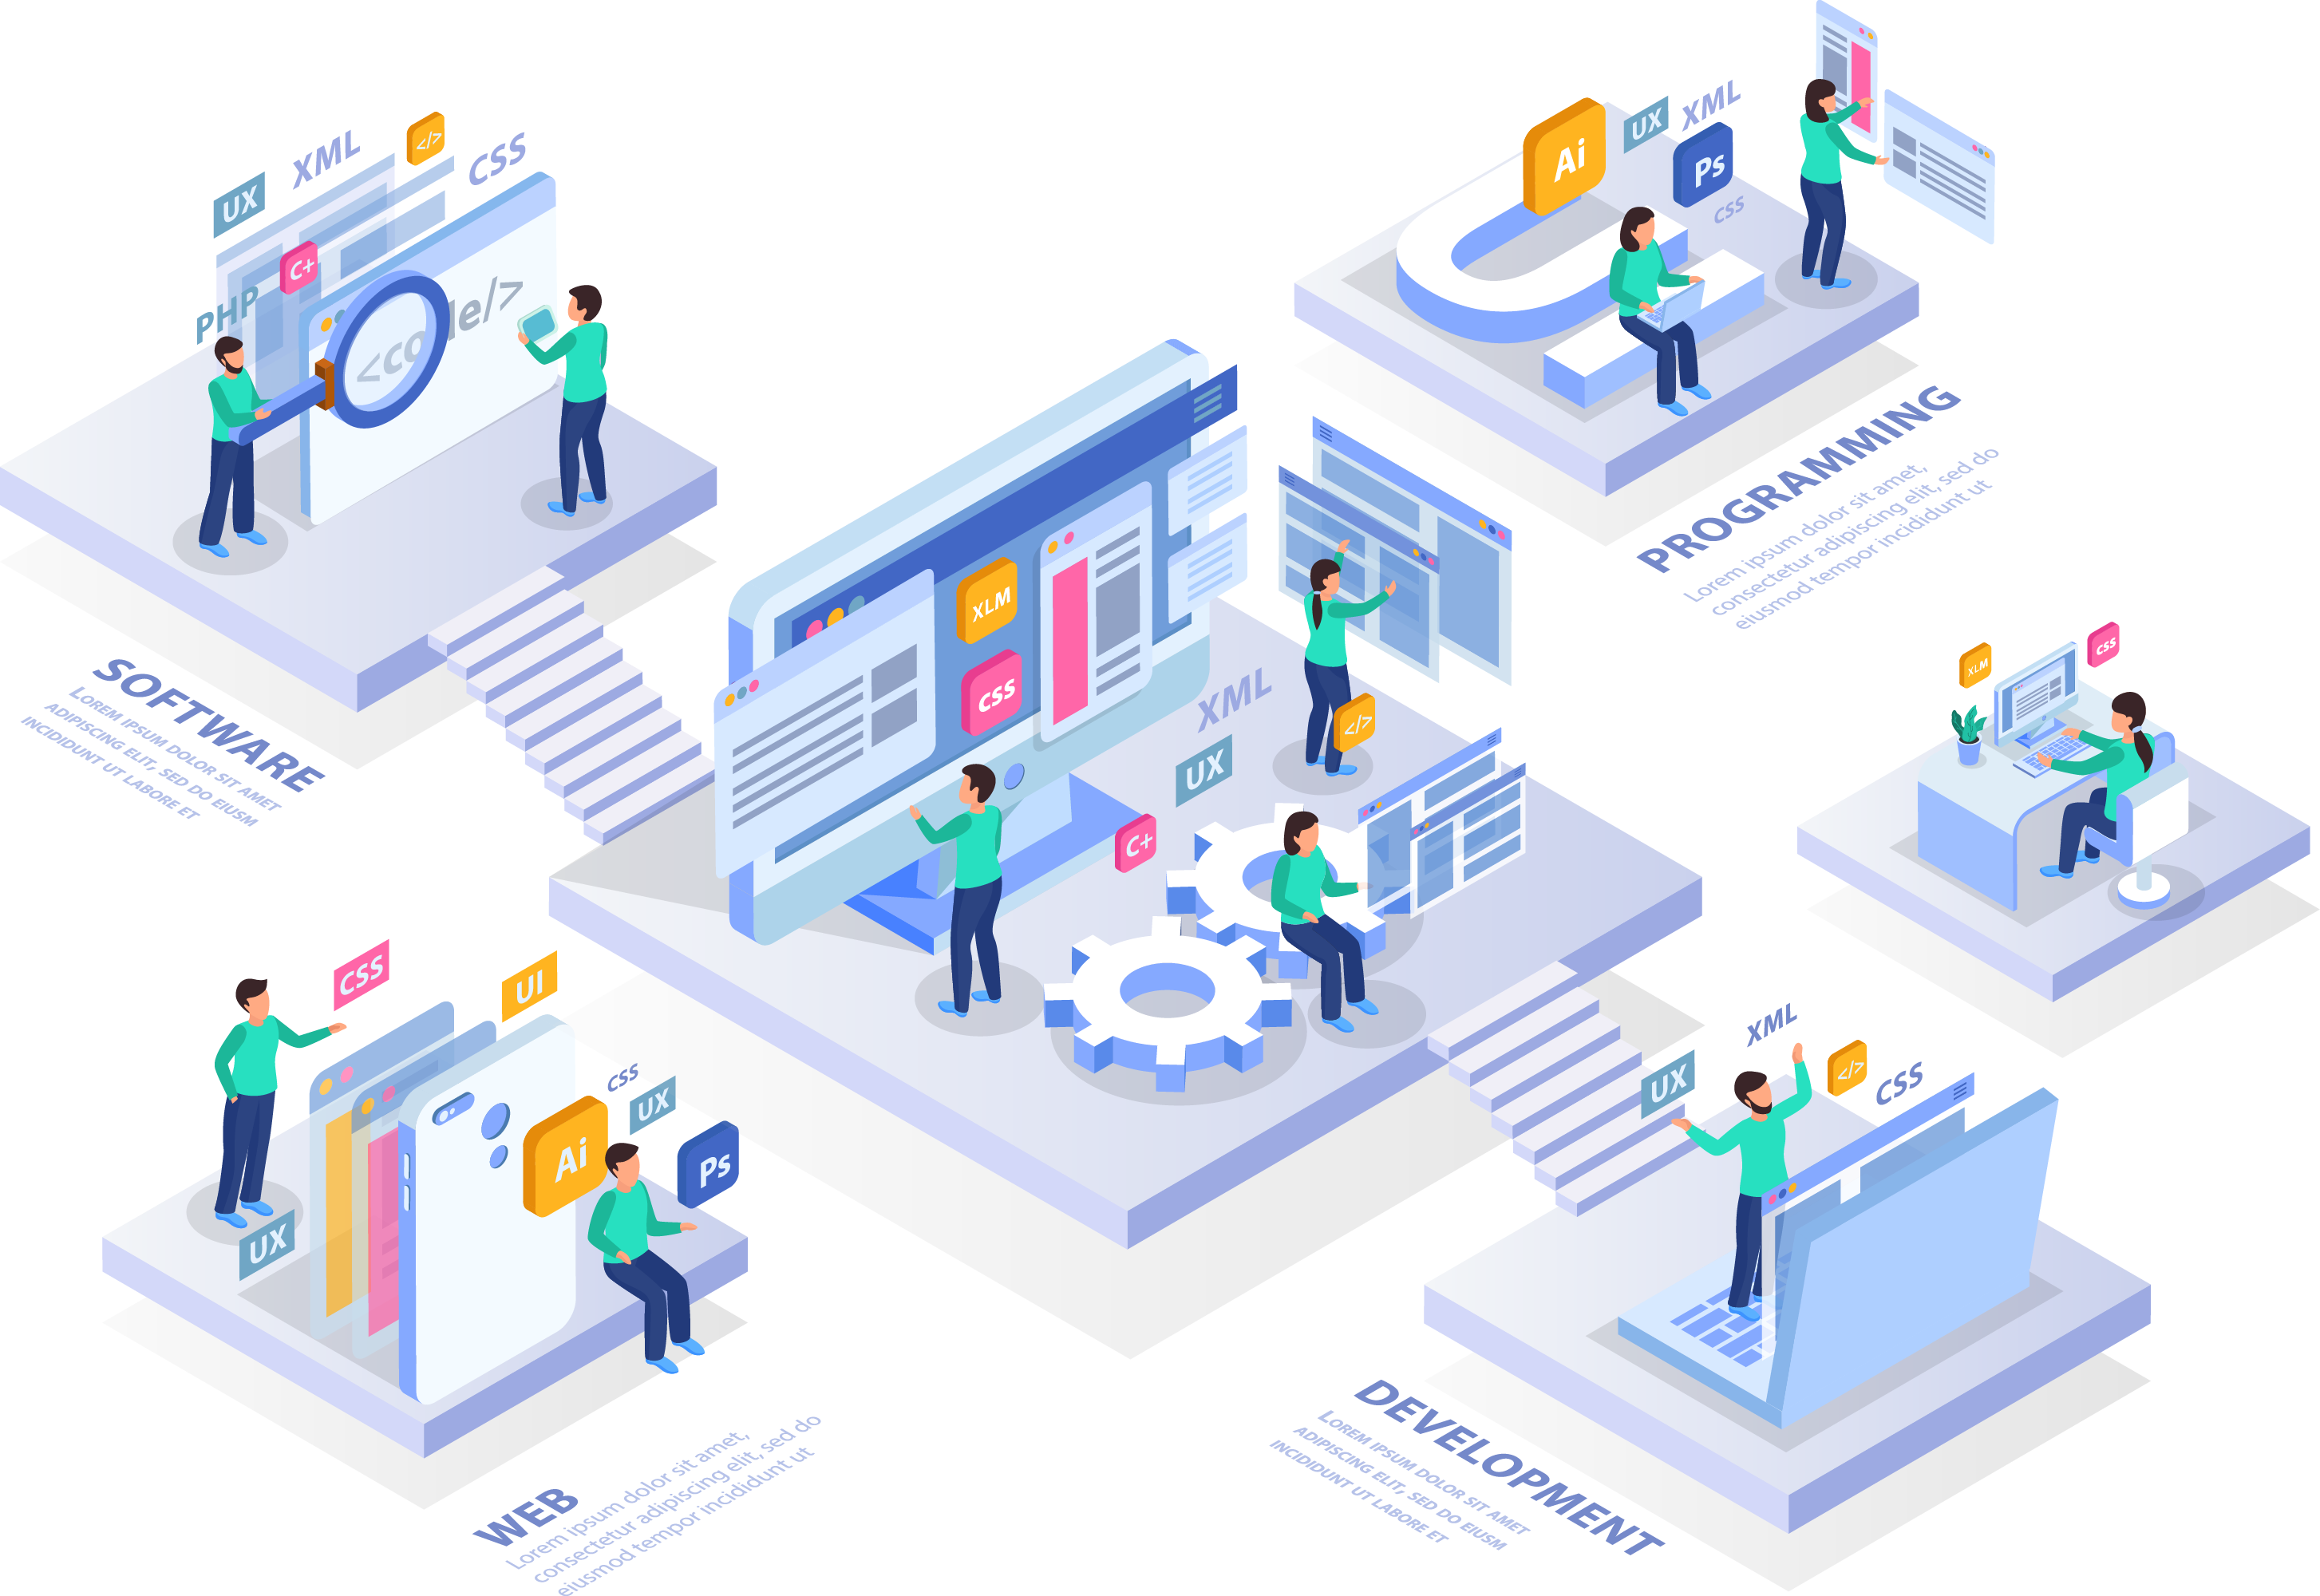 UX
XML
</>
CSS
C+
PHP
<code/>
SOFTWARE
LOREM IPSUM DOLOR SIT AMET
ADIPISCING ELIT, SED DO EIUSM
INCIDIDUNT UT LABORE ET
Ai
UX
XML
Ps
CSS
PROGRAMMING
Lorem ipsum dolor sit amet,
consectetur adipiscing elit, sed do
eiusmod tempor incididunt ut
XLM
CSS
XML
UX
</>
C+
XLM
CSS
CSS
UI
UX
Ai
CSS
UX
Ps
WEB
Lorem ipsum dolor sit amet,
consectetur adipiscing elit, sed do
eiusmod tempor incididunt ut
XML
UX
</>
CSS
DEVELOPMENT
LOREM IPSUM DOLOR SIT AMET
ADIPISCING ELIT, SED DO EIUSM
INCIDIDUNT UT LABORE ET